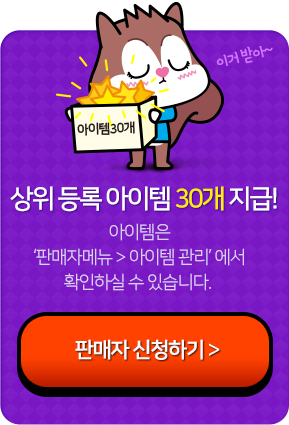 이거 받아~
아이템30개
상위 등록 아이템 30개 지급!
아이템은
'판매자메뉴 > 아이템 관리' 에서
확인하실 수 있습니다.
판매자 신청하기 >